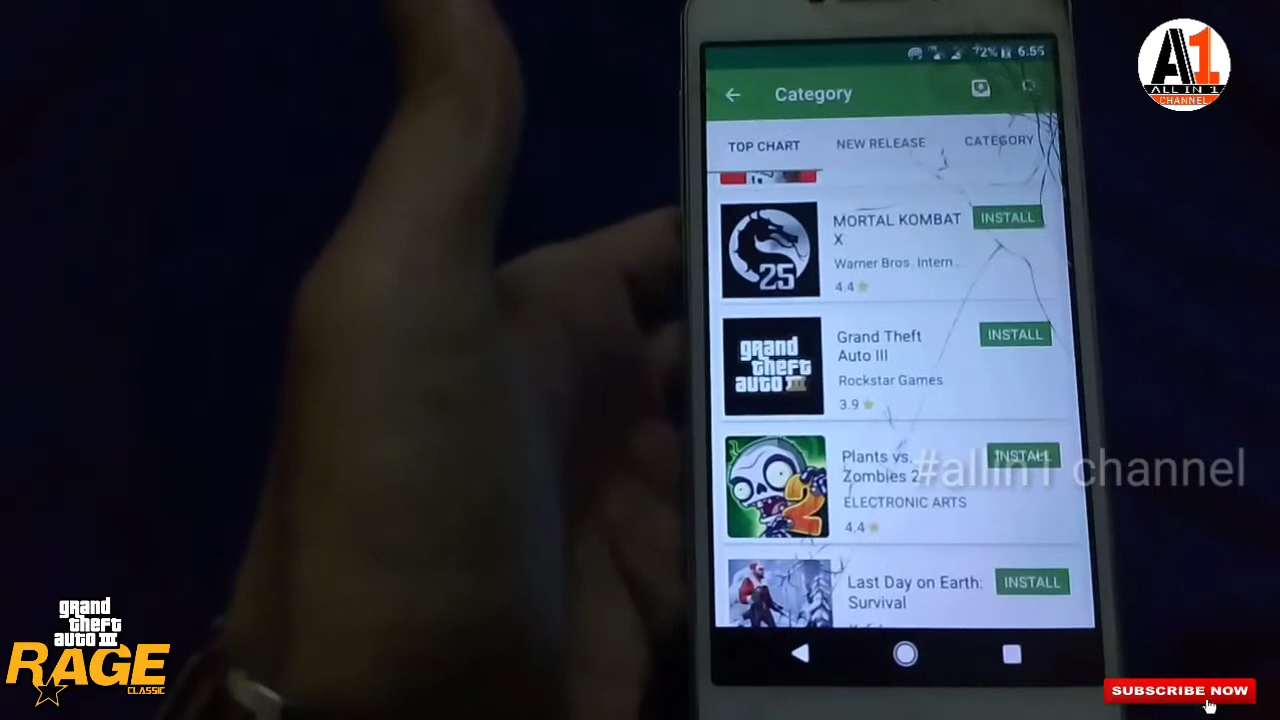 A1
ALL IN 1
CHANNEL
72% 6:55
Category
TOP CHART NEW RELEASE CATEGORY
MORTAL KOMBAT
X
INSTALL
Warner Bros. Intern...
4.4
25
Grand Theft
Auto III
INSTALL
Rockstar Games
3.9
grand
theft
auto III
Plants vs.
Zombies 2
INSTALL
ELECTRONIC ARTS
4.4
2
#allin1 channel
Last Day on Earth:
Survival
INSTALL
grand
theft
auto III
RAGE
CLASSIC
SUBSCRIBE NOW